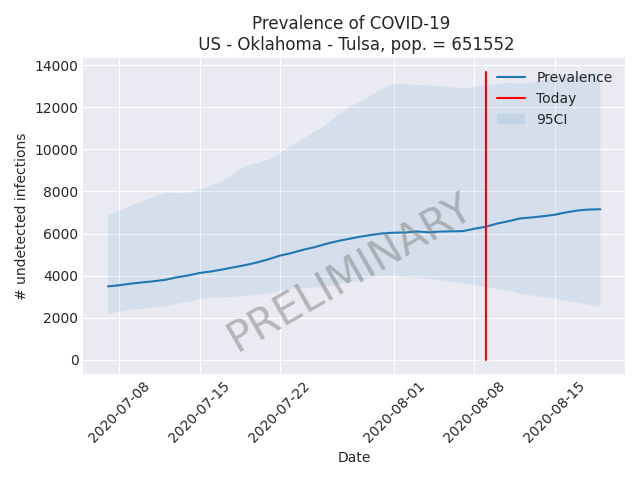 Prevalence of COVID-19
US - Oklahoma - Tulsa, pop. = 651552
14000
12000
10000
8000
6000
4000
2000
0
# undetected infections
Prevalence
Today
95CI
PRELIMINARY
2020-07-08
2020-07-15
2020-07-22
2020-08-01
2020-08-08
2020-08-15
Date